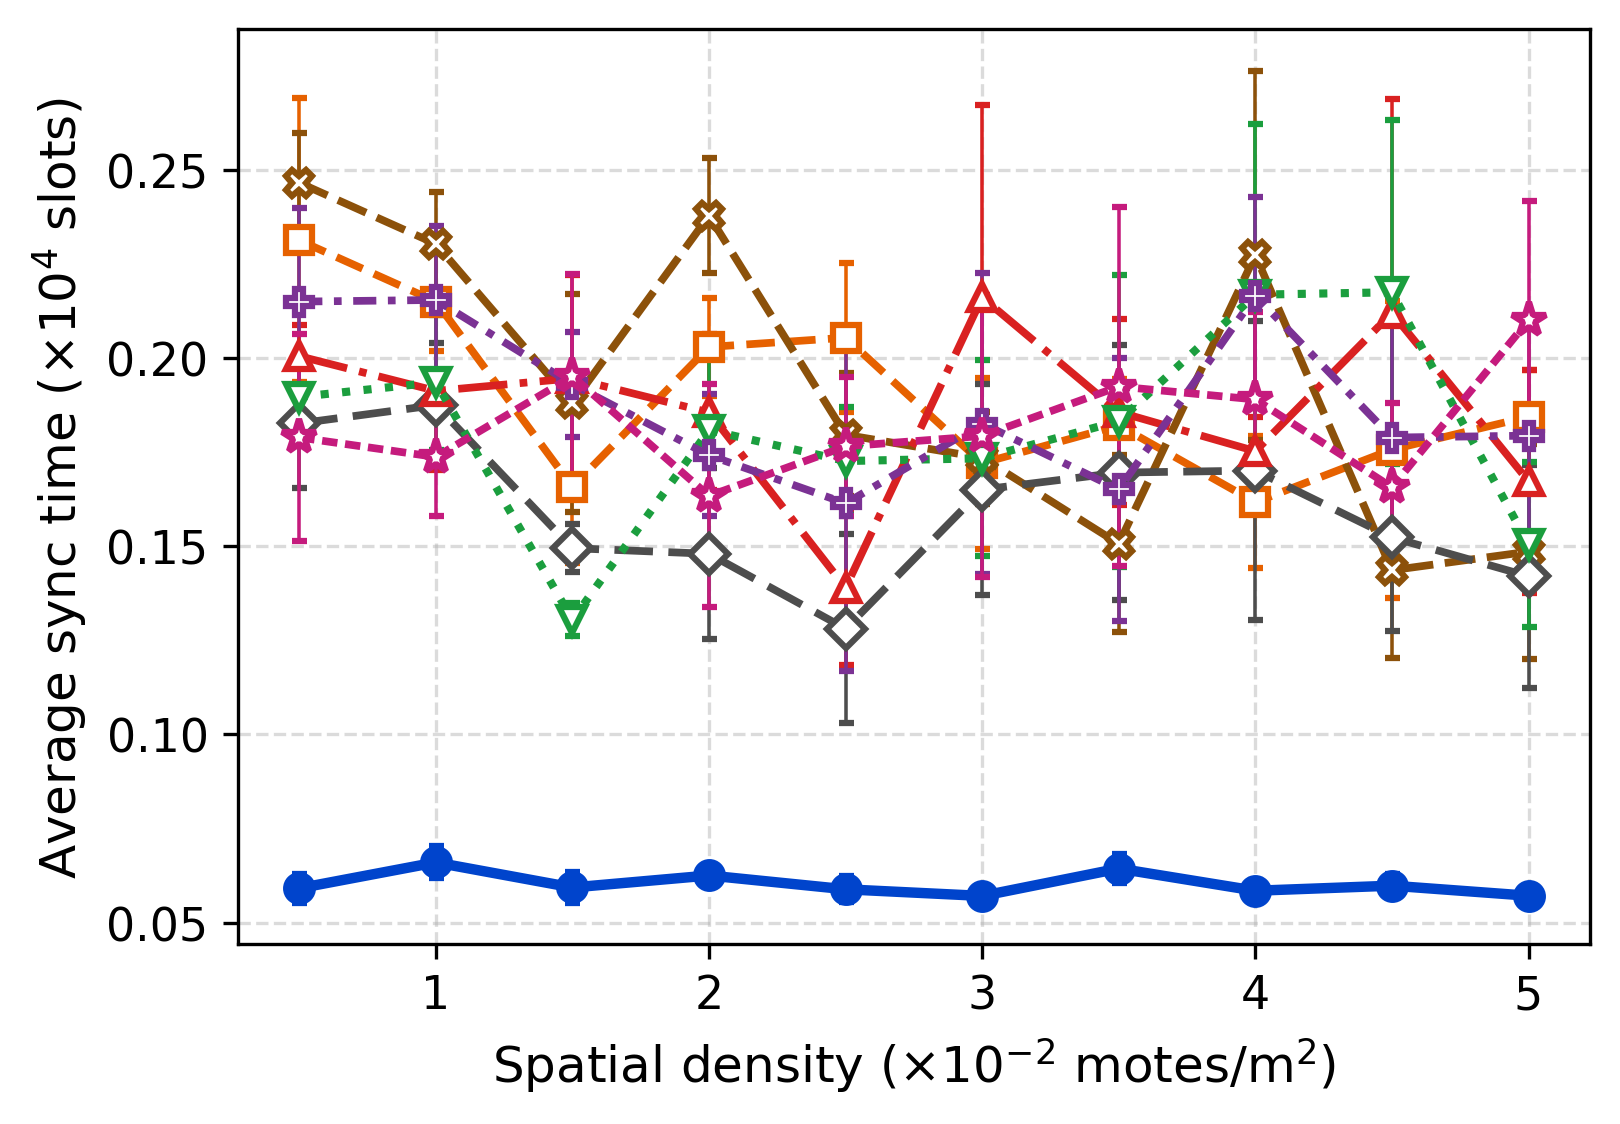 Average sync time (×10⁴ slots)
0.25
0.20
0.15
0.10
0.05
1 2 3 4 5
Spatial density (×10⁻² motes/m²)